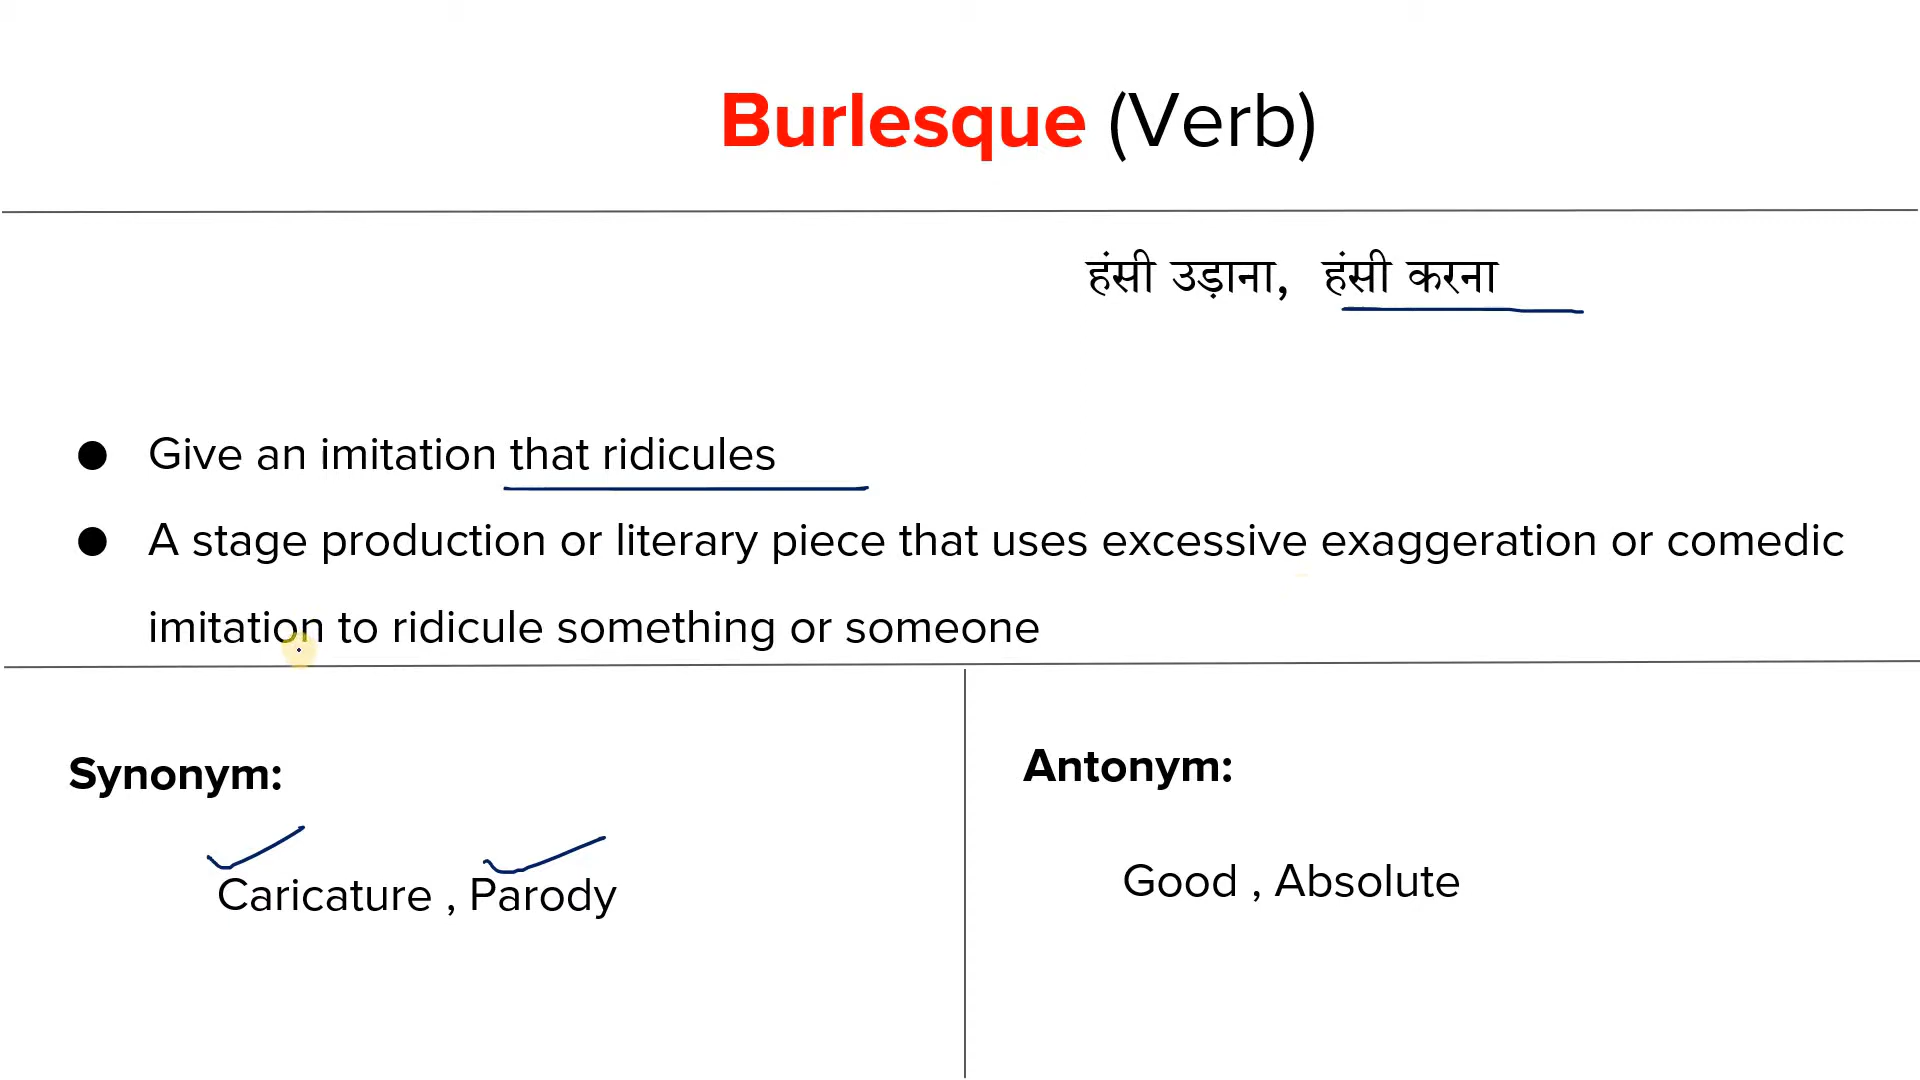 Burlesque (Verb)
हंसी उड़ाना, हंसी करना
● Give an imitation that ridicules
● A stage production or literary piece that uses excessive exaggeration or comedic
imitation to ridicule something or someone
Synonym:
Caricature , Parody
Antonym:
Good , Absolute